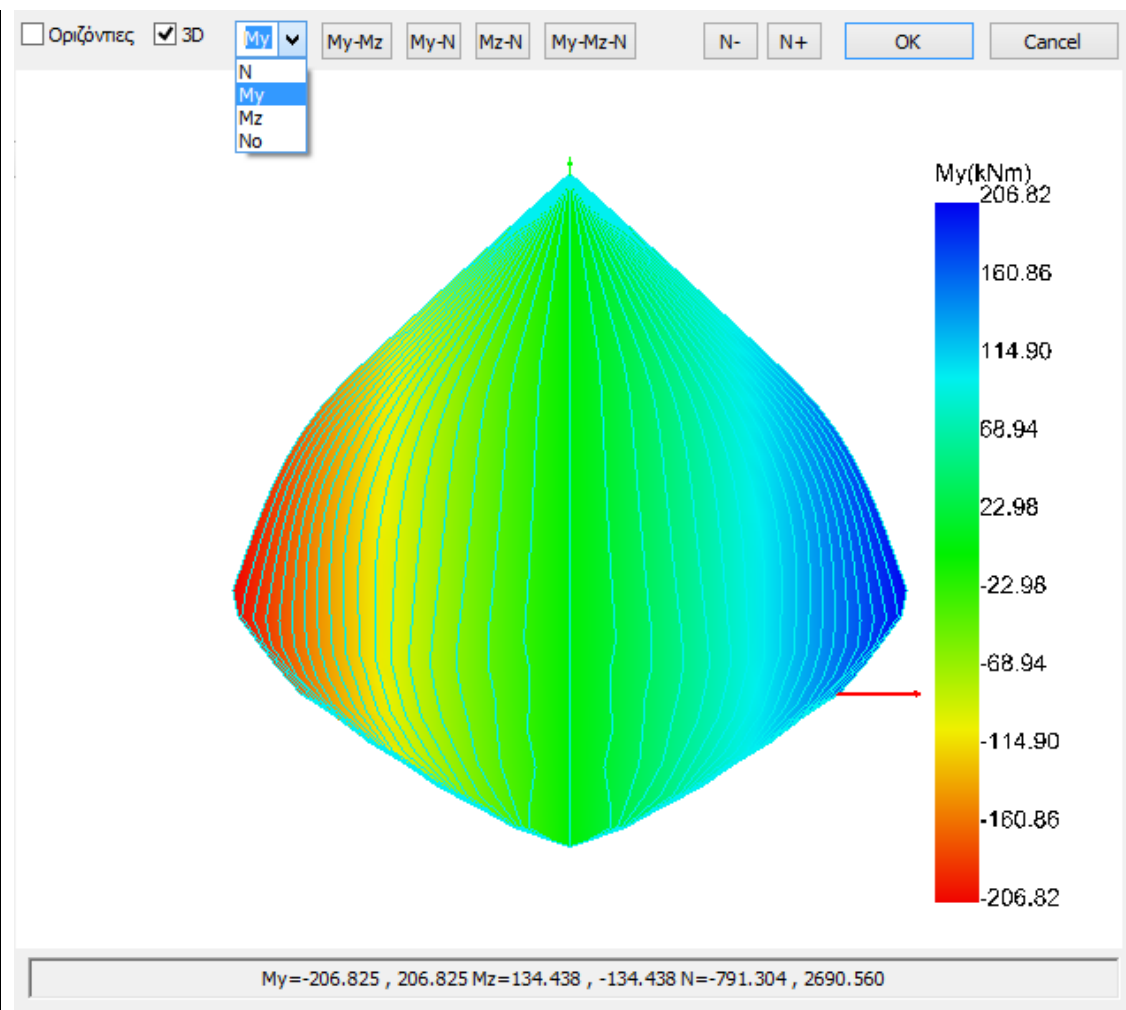 Οριζόντιες 3D My My-Mz My-N Mz-N My-Mz-N N- N+ OK Cancel
N
My
Mz
No
My(kNm)
206.82
160.86
114.90
68.94
22.98
-22.98
-68.94
-114.90
-160.86
-206.82
My=-206.825 , 206.825 Mz=134.438 , -134.438 N=-791.304 , 2690.560